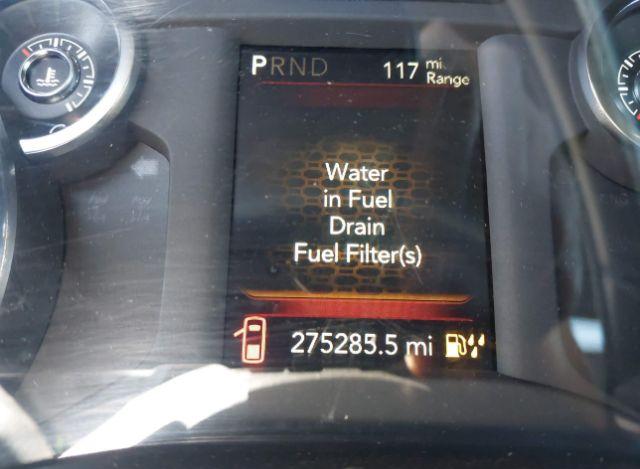 PRND
117 mi
Range
Water
in Fuel
Drain
Fuel Filter(s)
275285.5 mi